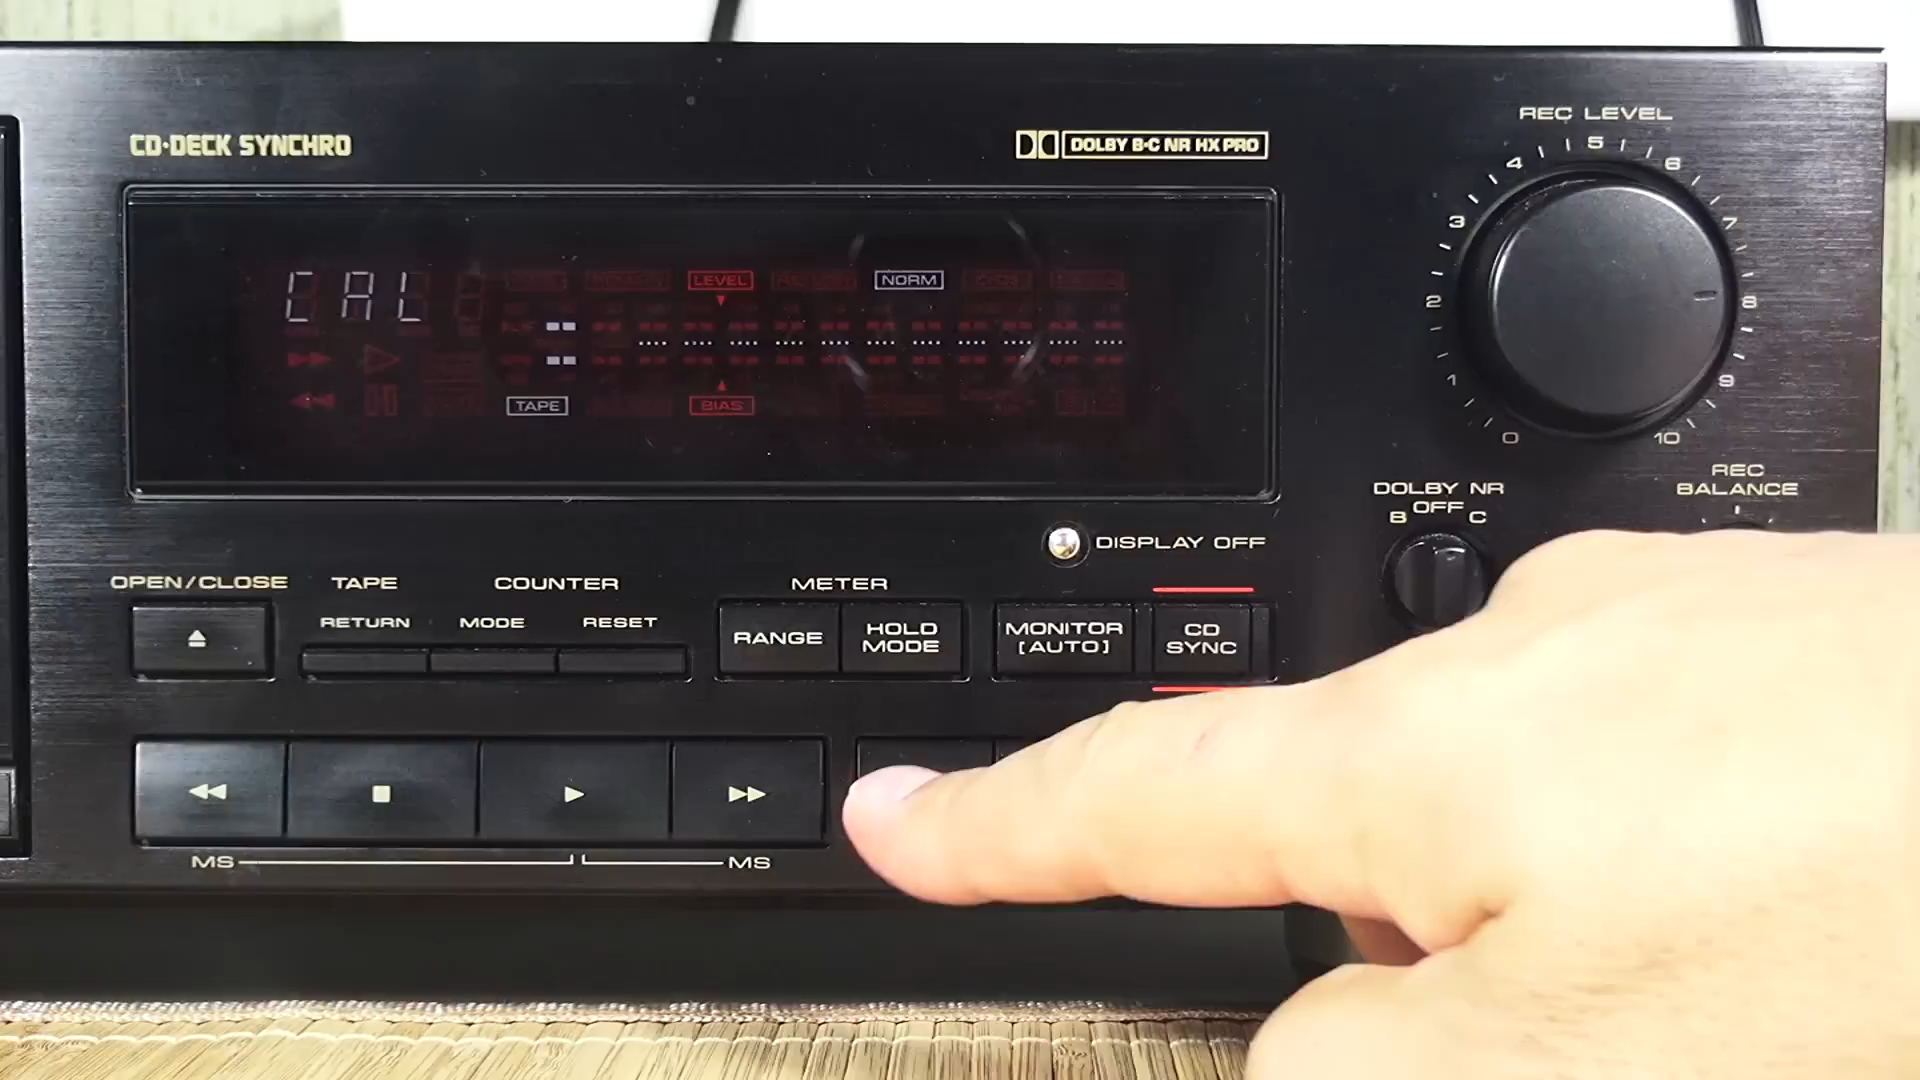 CD·DECK SYNCHRO
DOLBY B·C NR HX PRO
REC LEVEL
0 1 2 3 4 5 6 7 8 9 10
CAL
LEVEL
NORM
TAPE
BIAS
DISPLAY OFF
DOLBY NR
B OFF C
REC
BALANCE
OPEN/CLOSE
TAPE
RETURN
COUNTER
MODE
RESET
METER
RANGE
HOLD
MODE
MONITOR
[AUTO]
CD
SYNC
MS
MS